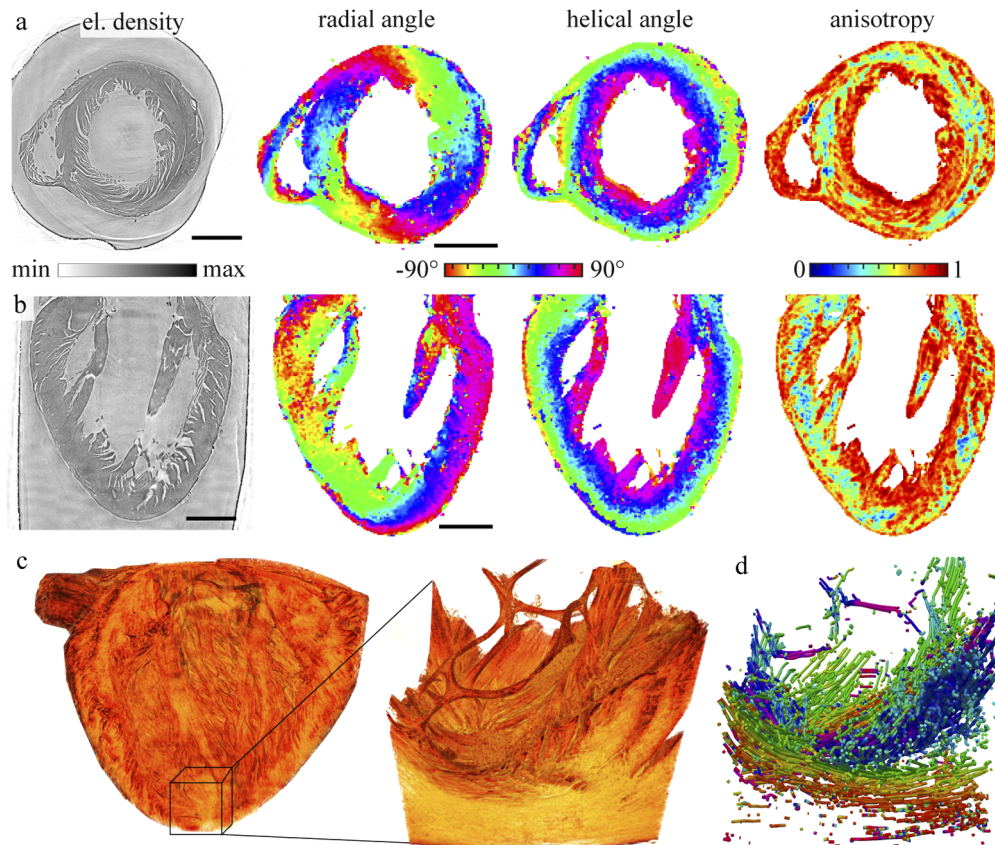 a
el. density
radial angle
helical angle
anisotropy
min
max
-90°
90°
0
1
b
c
d